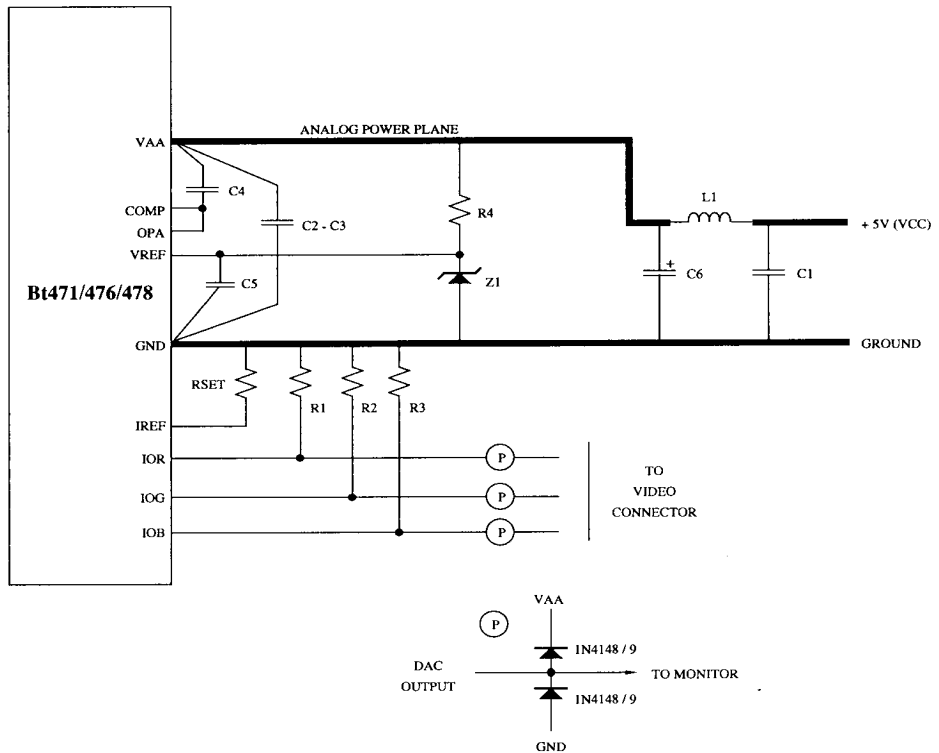 ANALOG POWER PLANE
VAA
C4
R4
L1
COMP
C2 - C3
+ 5V (VCC)
OPA
VREF
+
C6
C1
C5
Z1
Bt471/476/478
GND
GROUND
RSET
R1
R2
R3
IREF
IOR
P
TO
IOG
P
VIDEO
CONNECTOR
IOB
P
VAA
P
1N4148 / 9
DAC
OUTPUT
TO MONITOR
1N4148 / 9
GND